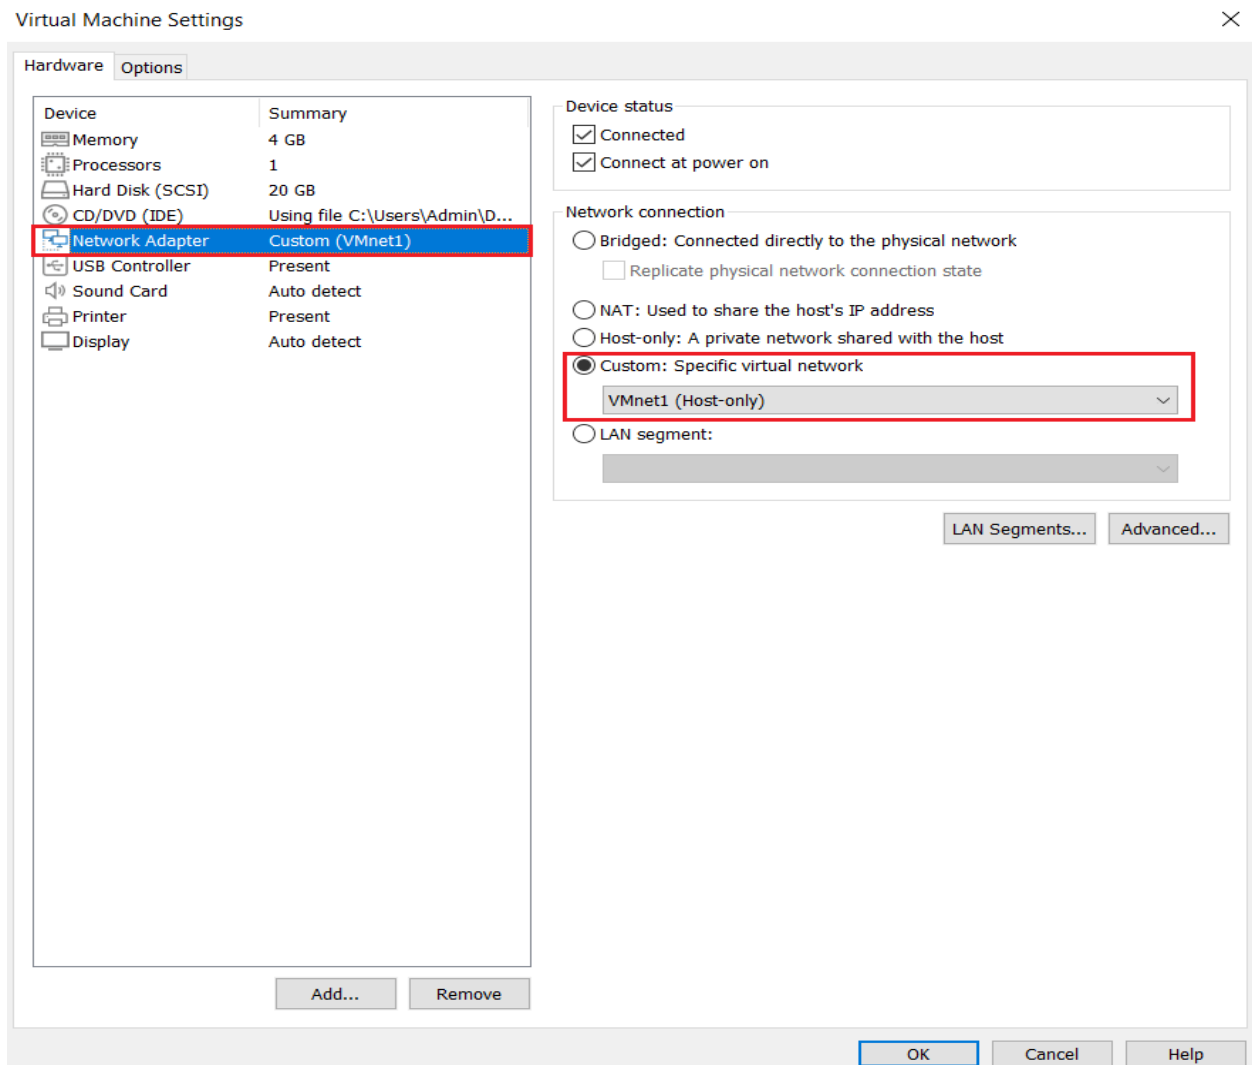 Virtual Machine Settings
Hardware Options
Device Summary
Memory 4 GB
Processors 1
Hard Disk (SCSI) 20 GB
CD/DVD (IDE) Using file C:\Users\Admin\D...
Network Adapter Custom (VMnet1)
USB Controller Present
Sound Card Auto detect
Printer Present
Display Auto detect
Add... Remove
Device status
Connected
Connect at power on
Network connection
Bridged: Connected directly to the physical network
Replicate physical network connection state
NAT: Used to share the host's IP address
Host-only: A private network shared with the host
Custom: Specific virtual network
VMnet1 (Host-only)
LAN segment:
LAN Segments... Advanced...
OK Cancel Help